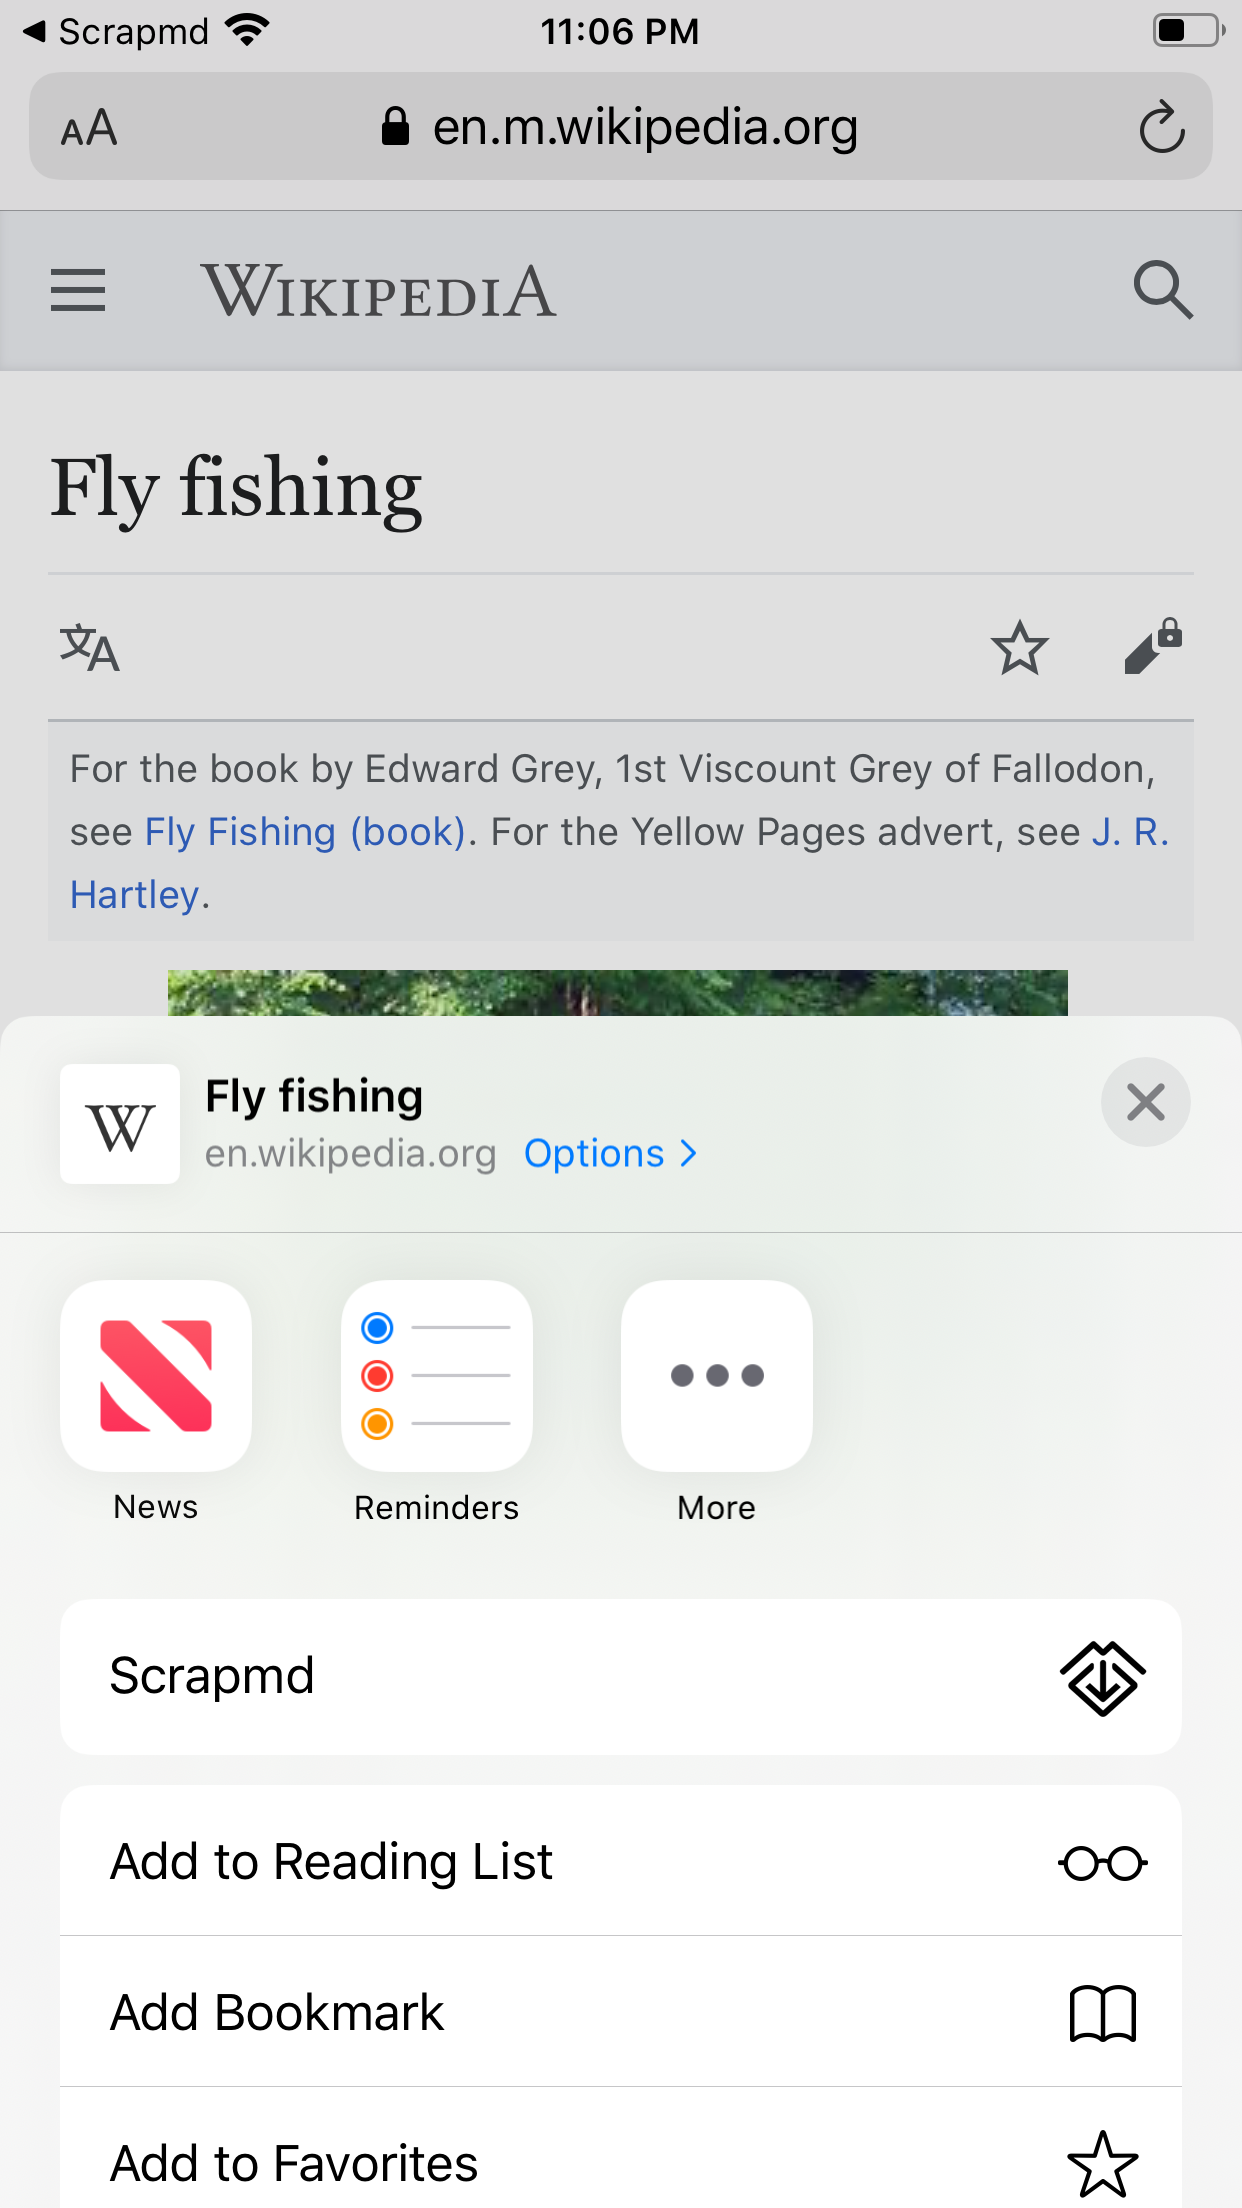 Scrapmd
11:06 PM
AA
en.m.wikipedia.org
WIKIPEDIA
Fly fishing
文A
For the book by Edward Grey, 1st Viscount Grey of Fallodon,
see Fly Fishing (book). For the Yellow Pages advert, see J. R.
Hartley.
W
Fly fishing
en.wikipedia.org Options >
News
Reminders
More
Scrapmd
Add to Reading List
Add Bookmark
Add to Favorites